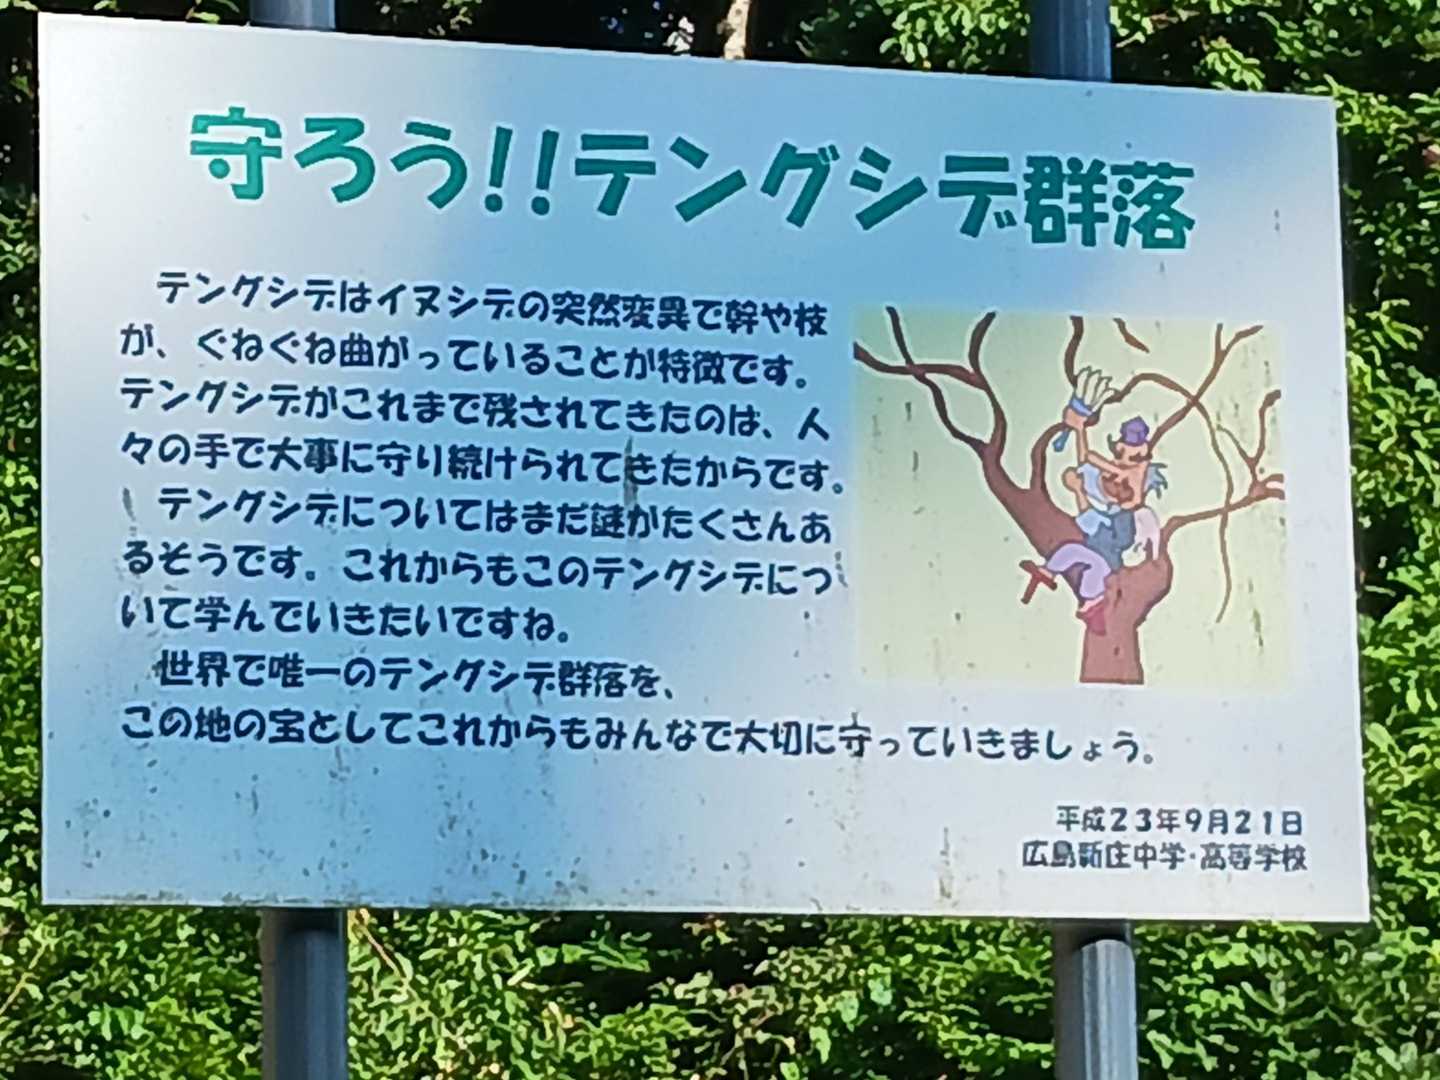 守ろう!!テングシデ群落
テングシデはイヌシデの突然変異で幹や枝
が、ぐねぐね曲がっていることが特徴です。
テングシデがこれまで残されてきたのは、人
々の手で大事に守り続けられてきたからです。
テングシデについてはまだ謎がたくさんあ
るそうです。これからもこのテングシデにつ
いて学んでいきたいですね。
世界で唯一のテングシデ群落を、
この地の宝としてこれからもみんなで大切に守っていきましょう。
平成23年9月21日
広島新庄中学・高等学校